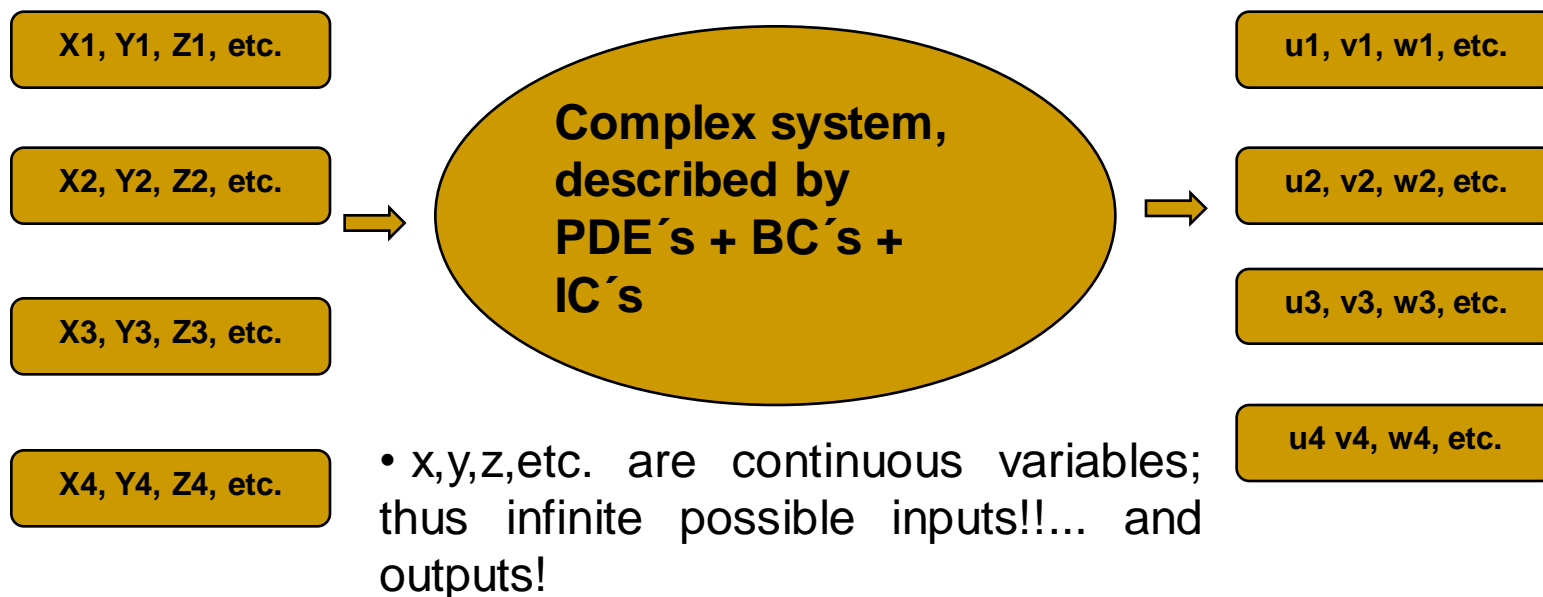 X1, Y1, Z1, etc.
X2, Y2, Z2, etc.
X3, Y3, Z3, etc.
X4, Y4, Z4, etc.
Complex system,
described by
PDE´s + BC´s +
IC´s
u1, v1, w1, etc.
u2, v2, w2, etc.
u3, v3, w3, etc.
u4 v4, w4, etc.
• x,y,z,etc. are continuous variables;
thus infinite possible inputs!!... and
outputs!